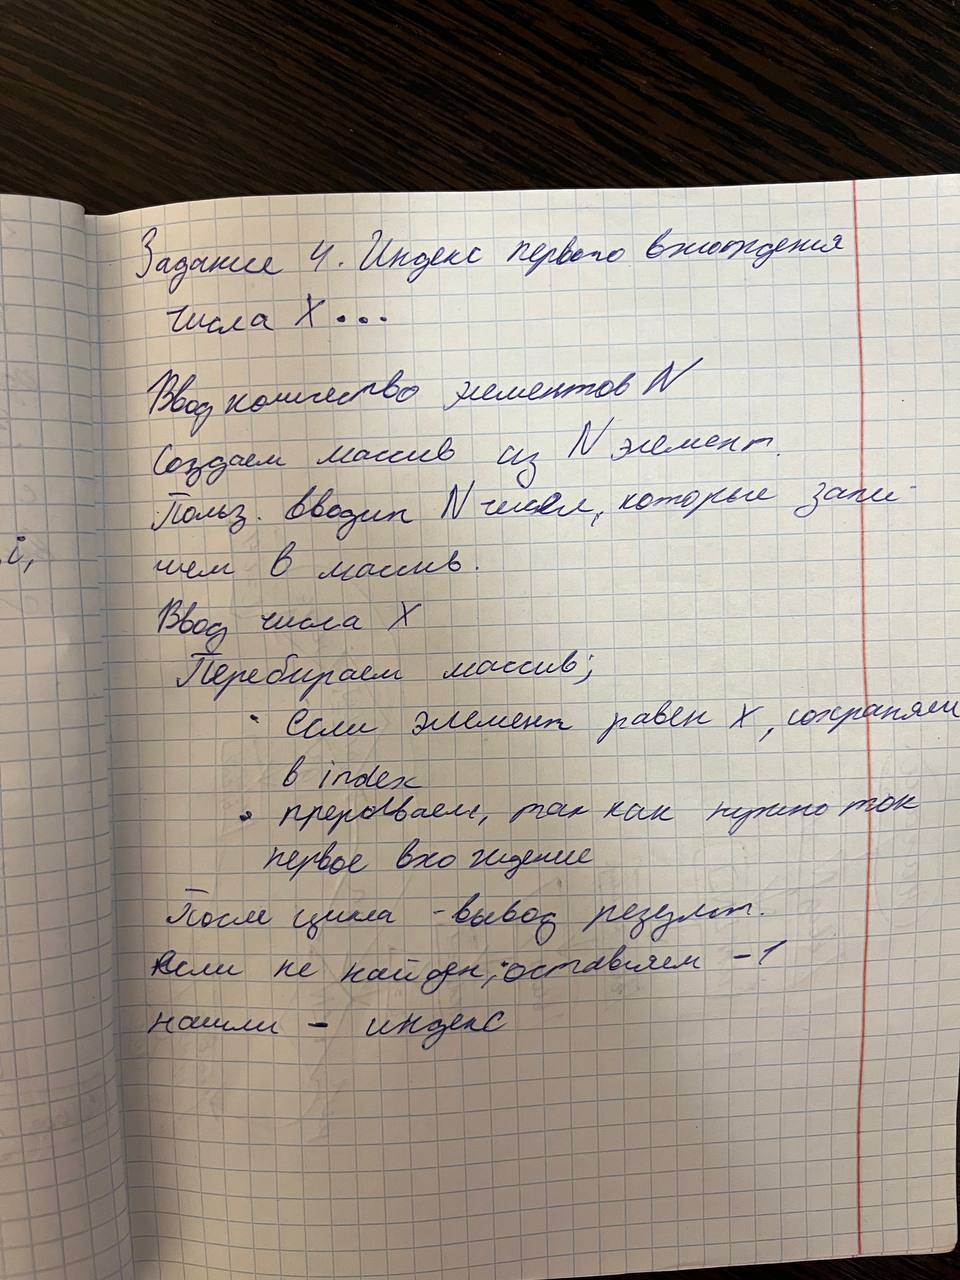 Задание 4. Индекс первого вхождения
числа X...
Ввод количество элементов N
Создаем массив из N элемент.
Польз. вводит N чисел, которые запи-
шем в массив.
i,
Ввод числа X
Перебираем массив;
• Если элемент равен X, сохраняем
в index
• прерываем, так как нужно ток
первое вхождение
После цикла - вывод результ.
Если не найден, оставляем -1
нашли - индекс